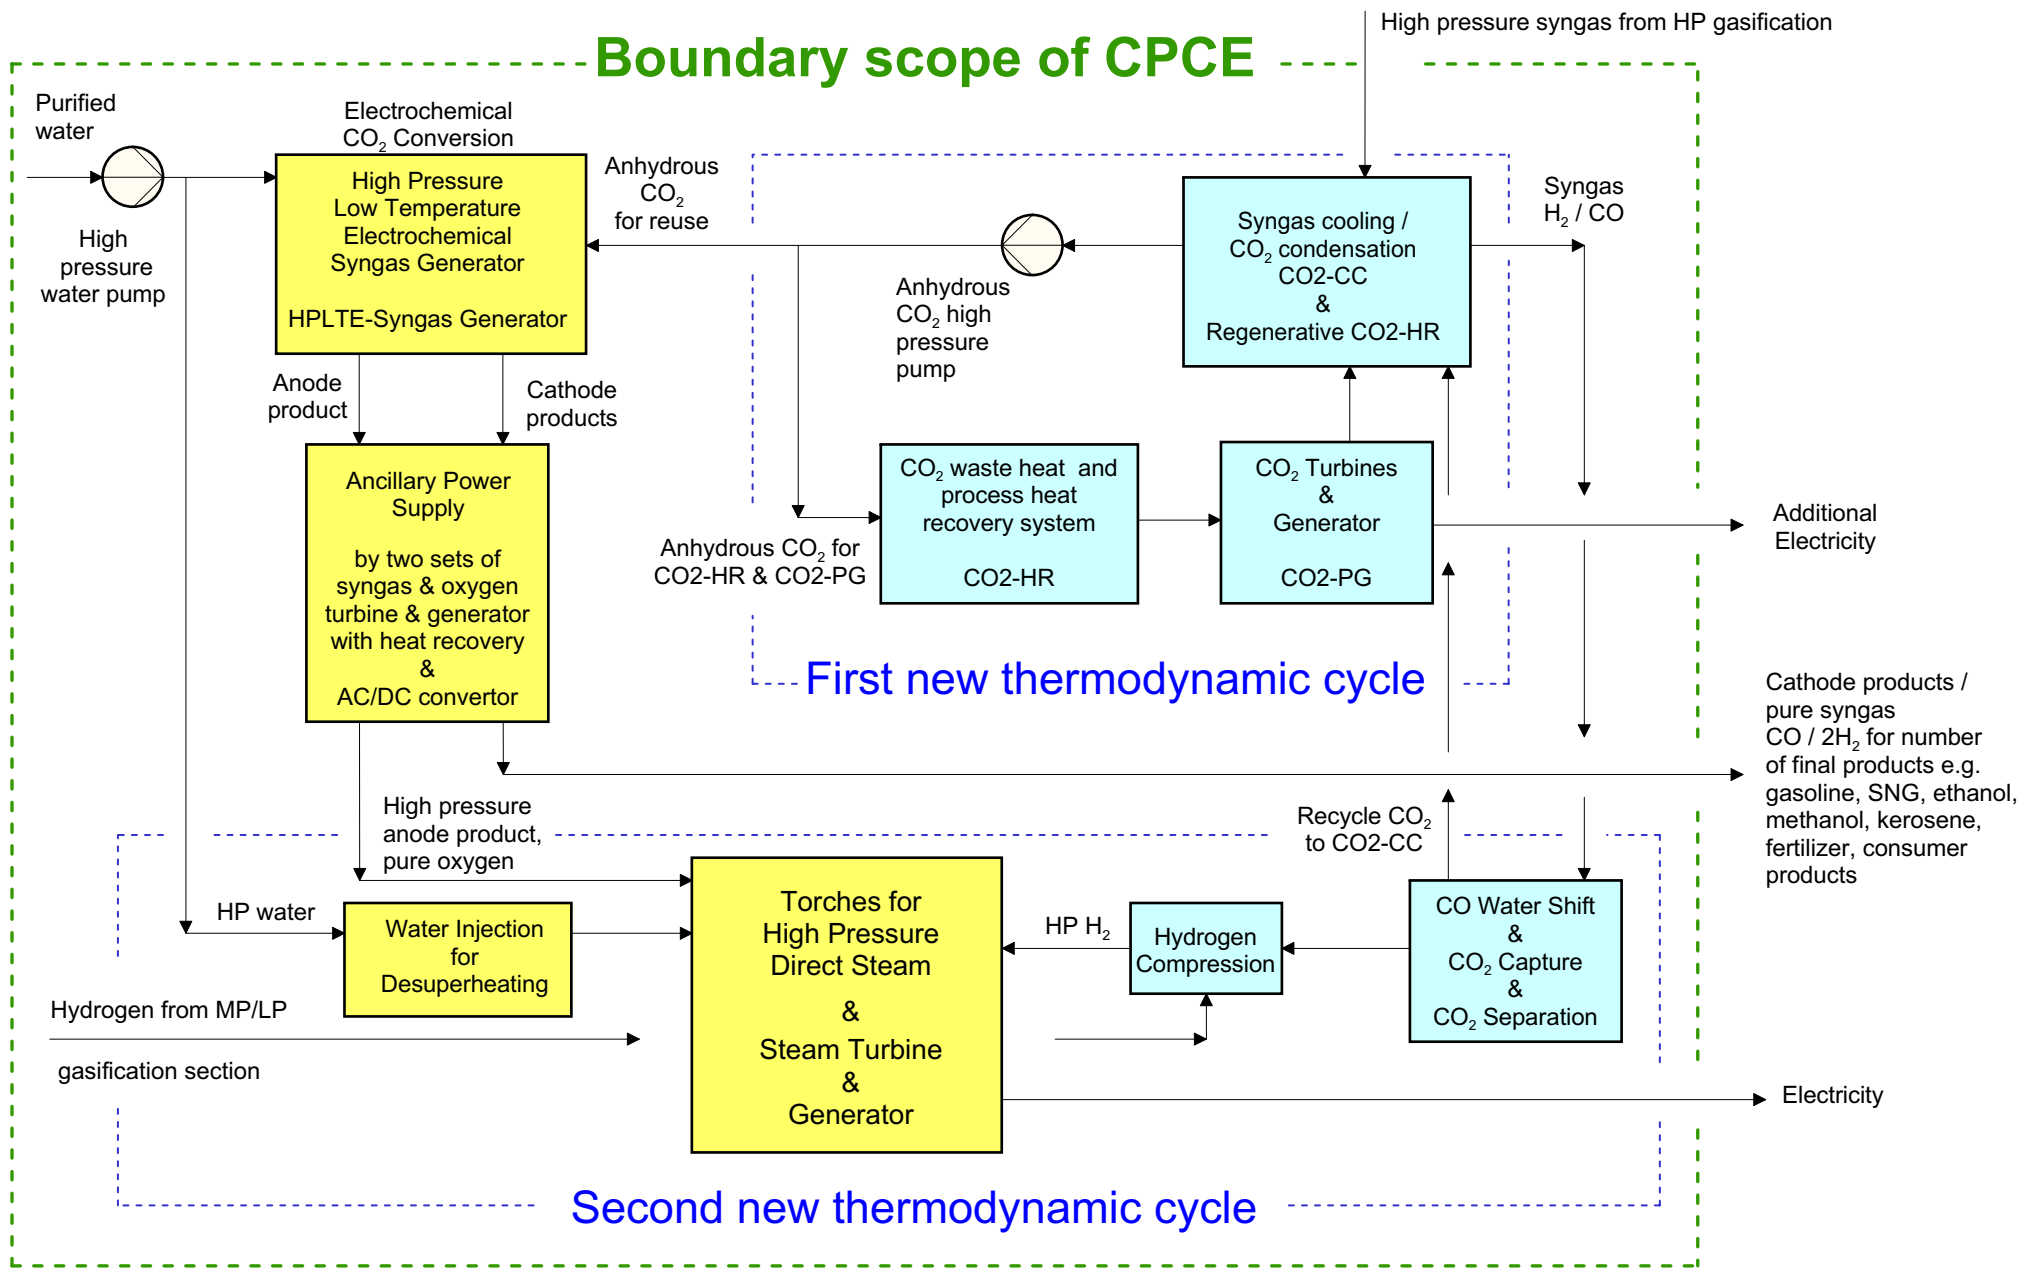 High pressure syngas from HP gasification
Boundary scope of CPCE
Purified
water
High
pressure
water pump
Electrochemical
CO₂ Conversion
High Pressure
Low Temperature
Electrochemical
Syngas Generator
HPLTE-Syngas Generator
Anhydrous
CO₂
for reuse
Anhydrous
CO₂ high
pressure
pump
Syngas cooling /
CO₂ condensation
CO2-CC
&
Regenerative CO2-HR
Syngas
H₂ / CO
Anode
product
Cathode
products
Ancillary Power
Supply
by two sets of
syngas & oxygen
turbine & generator
with heat recovery
&
AC/DC convertor
Anhydrous CO₂ for
CO2-HR & CO2-PG
CO₂ waste heat and
process heat
recovery system
CO2-HR
CO₂ Turbines
&
Generator
CO2-PG
Additional
Electricity
First new thermodynamic cycle
Cathode products /
pure syngas
CO / 2H₂ for number
of final products e.g.
gasoline, SNG, ethanol,
methanol, kerosene,
fertilizer, consumer
products
High pressure
anode product,
pure oxygen
Recycle CO₂
to CO2-CC
HP water
Water Injection
for
Desuperheating
Torches for
High Pressure
Direct Steam
&
Steam Turbine
&
Generator
HP H₂
Hydrogen
Compression
CO Water Shift
&
CO₂ Capture
&
CO₂ Separation
Hydrogen from MP/LP
gasification section
Electricity
Second new thermodynamic cycle